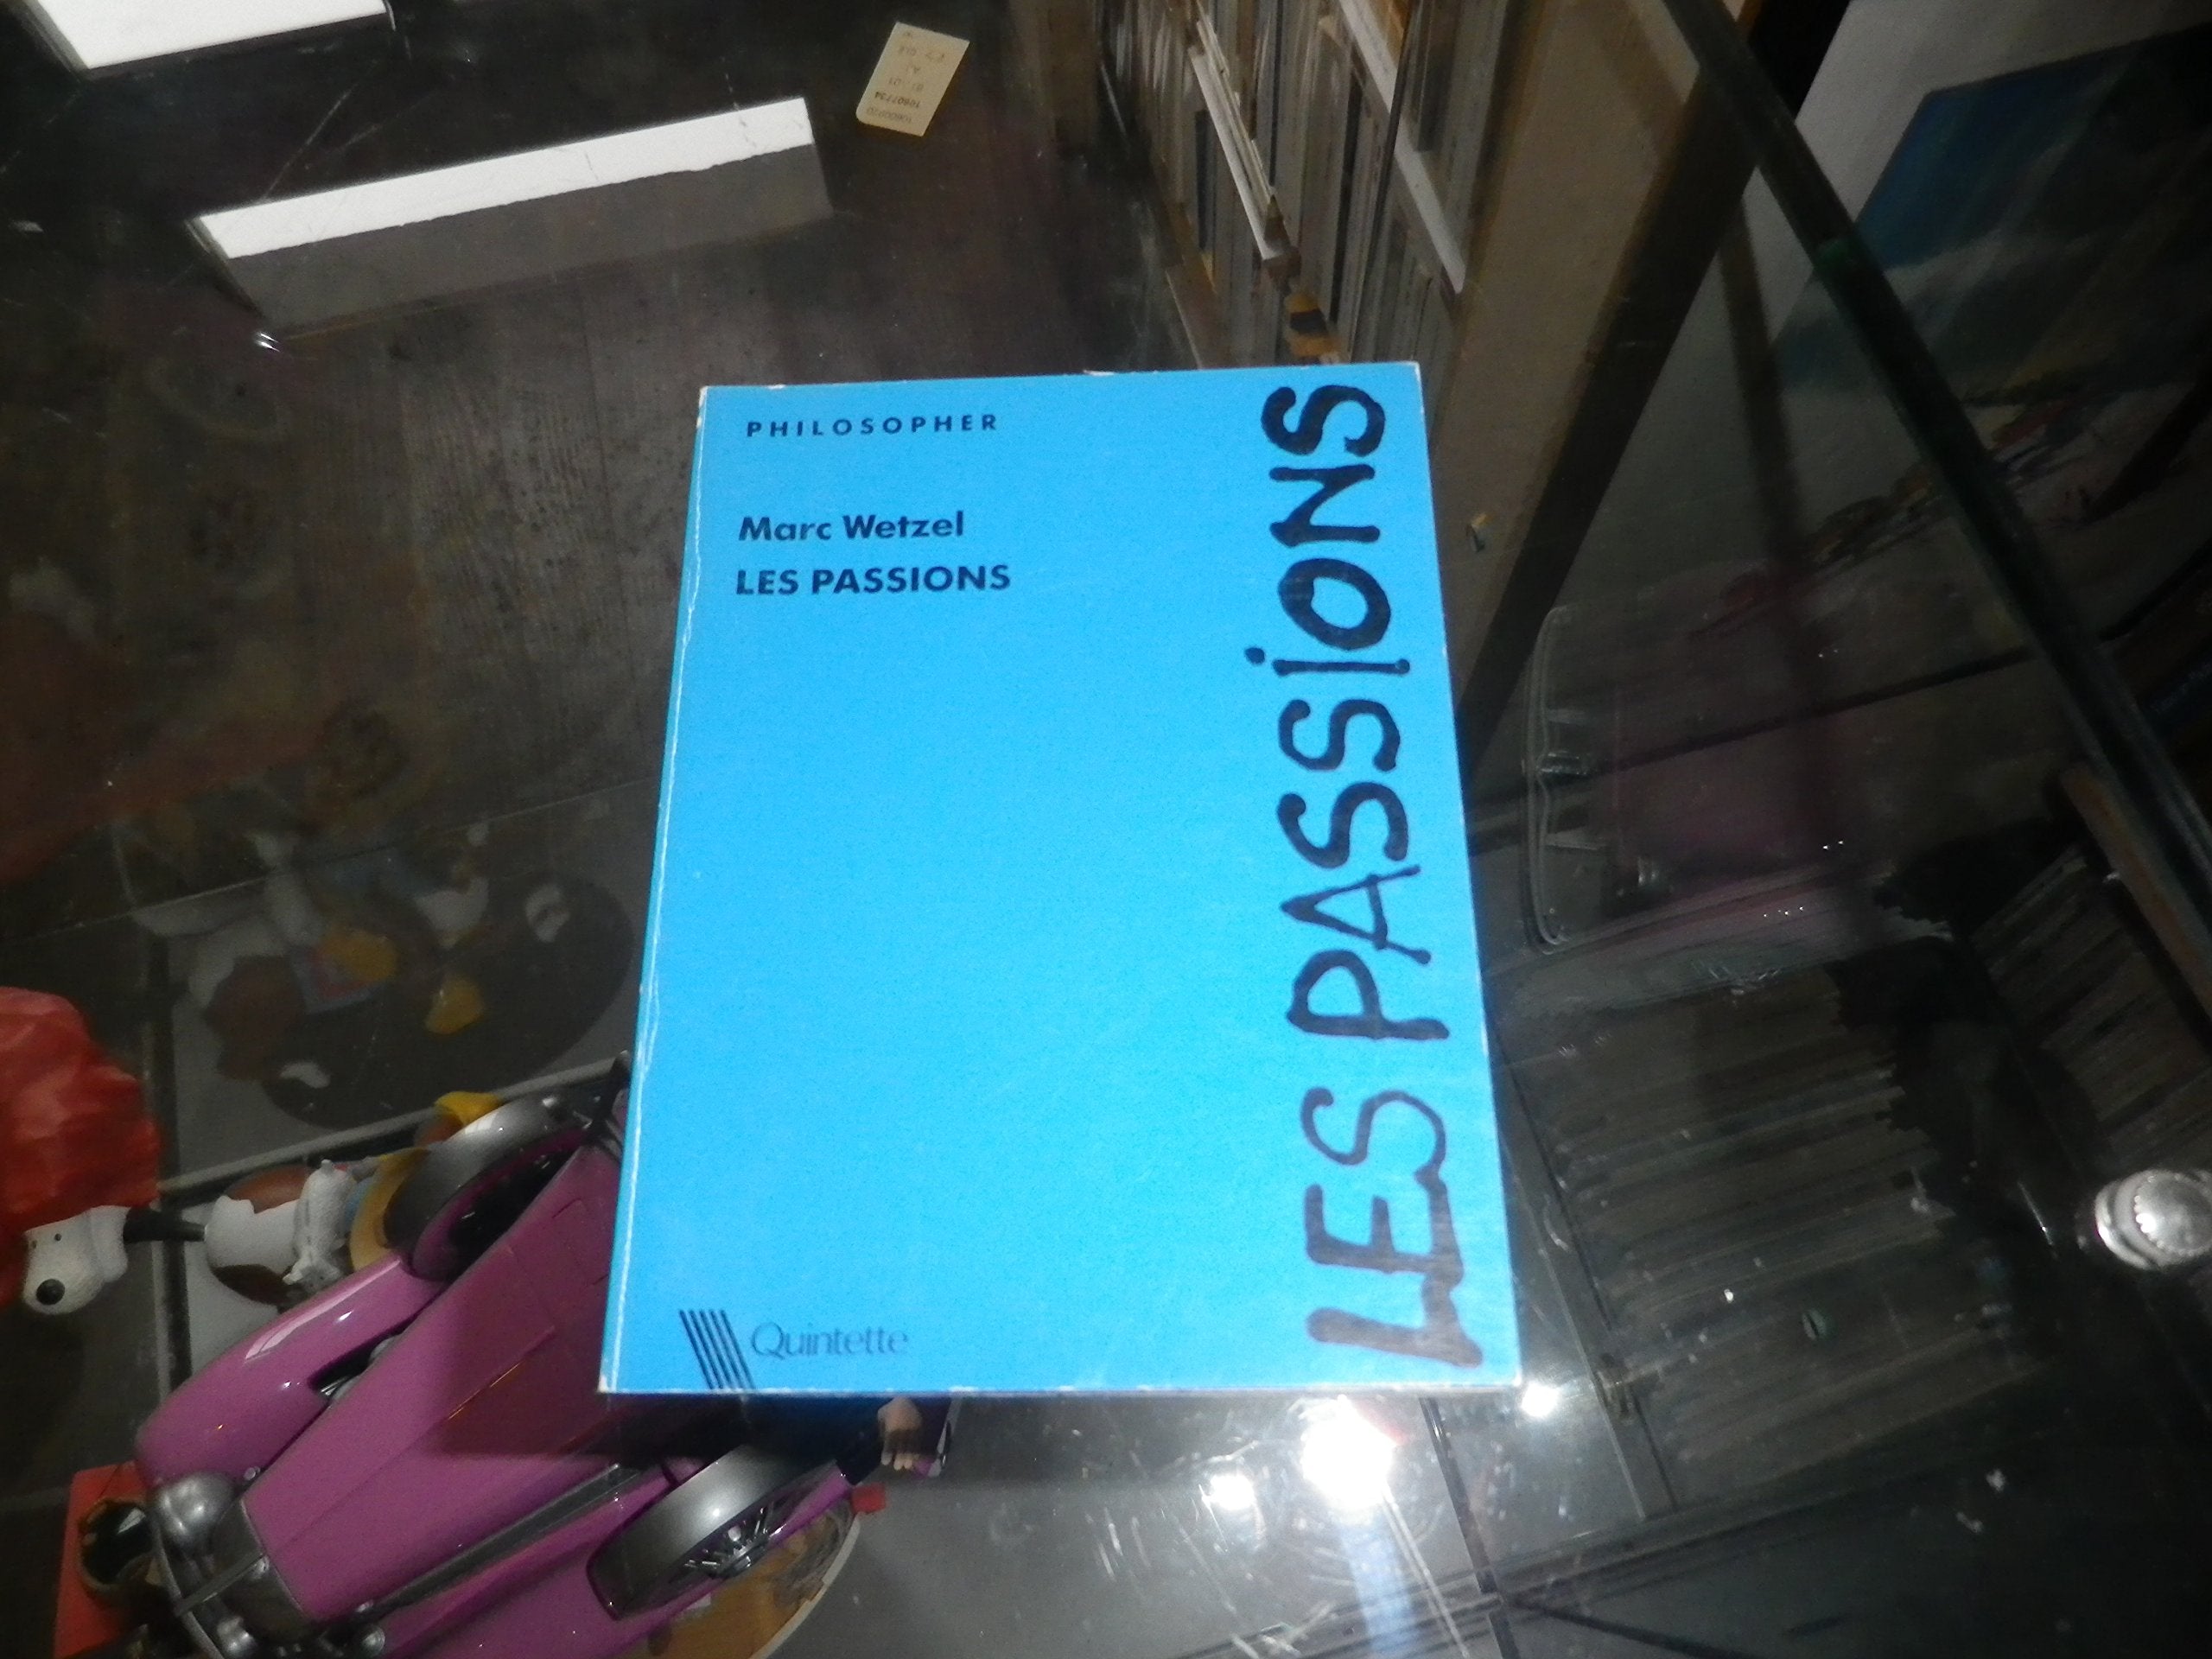 PHILOSOPHER
Marc Wetzel
LES PASSIONS
LES PASSiONS
Quintette